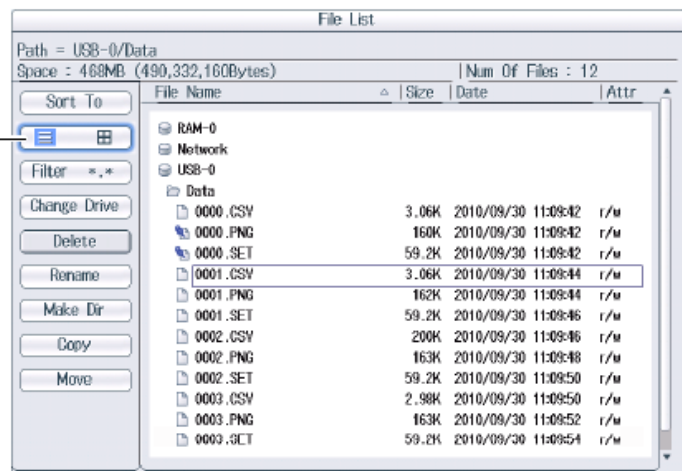 File List
Path = USB-0/Data
Space : 468MB (490,332,160Bytes) Num Of Files : 12
File Name Size Date Attr
Sort To
Filter *.*
Change Drive
Delete
Rename
Make Dir
Copy
Move
RAM-0
Network
USB-0
Data
0000.CSV 3.06K 2010/09/30 11:09:42 r/w
0000.PNG 160K 2010/09/30 11:09:42 r/w
0000.SET 59.2K 2010/09/30 11:09:42 r/w
0001.CSV 3.06K 2010/09/30 11:09:44 r/w
0001.PNG 162K 2010/09/30 11:09:44 r/w
0001.SET 59.2K 2010/09/30 11:09:46 r/w
0002.CSV 200K 2010/09/30 11:09:46 r/w
0002.PNG 163K 2010/09/30 11:09:48 r/w
0002.SET 59.2K 2010/09/30 11:09:50 r/w
0003.CSV 2.98K 2010/09/30 11:09:50 r/w
0003.PNG 163K 2010/09/30 11:09:52 r/w
0003.SET 59.2K 2010/09/30 11:09:54 r/w